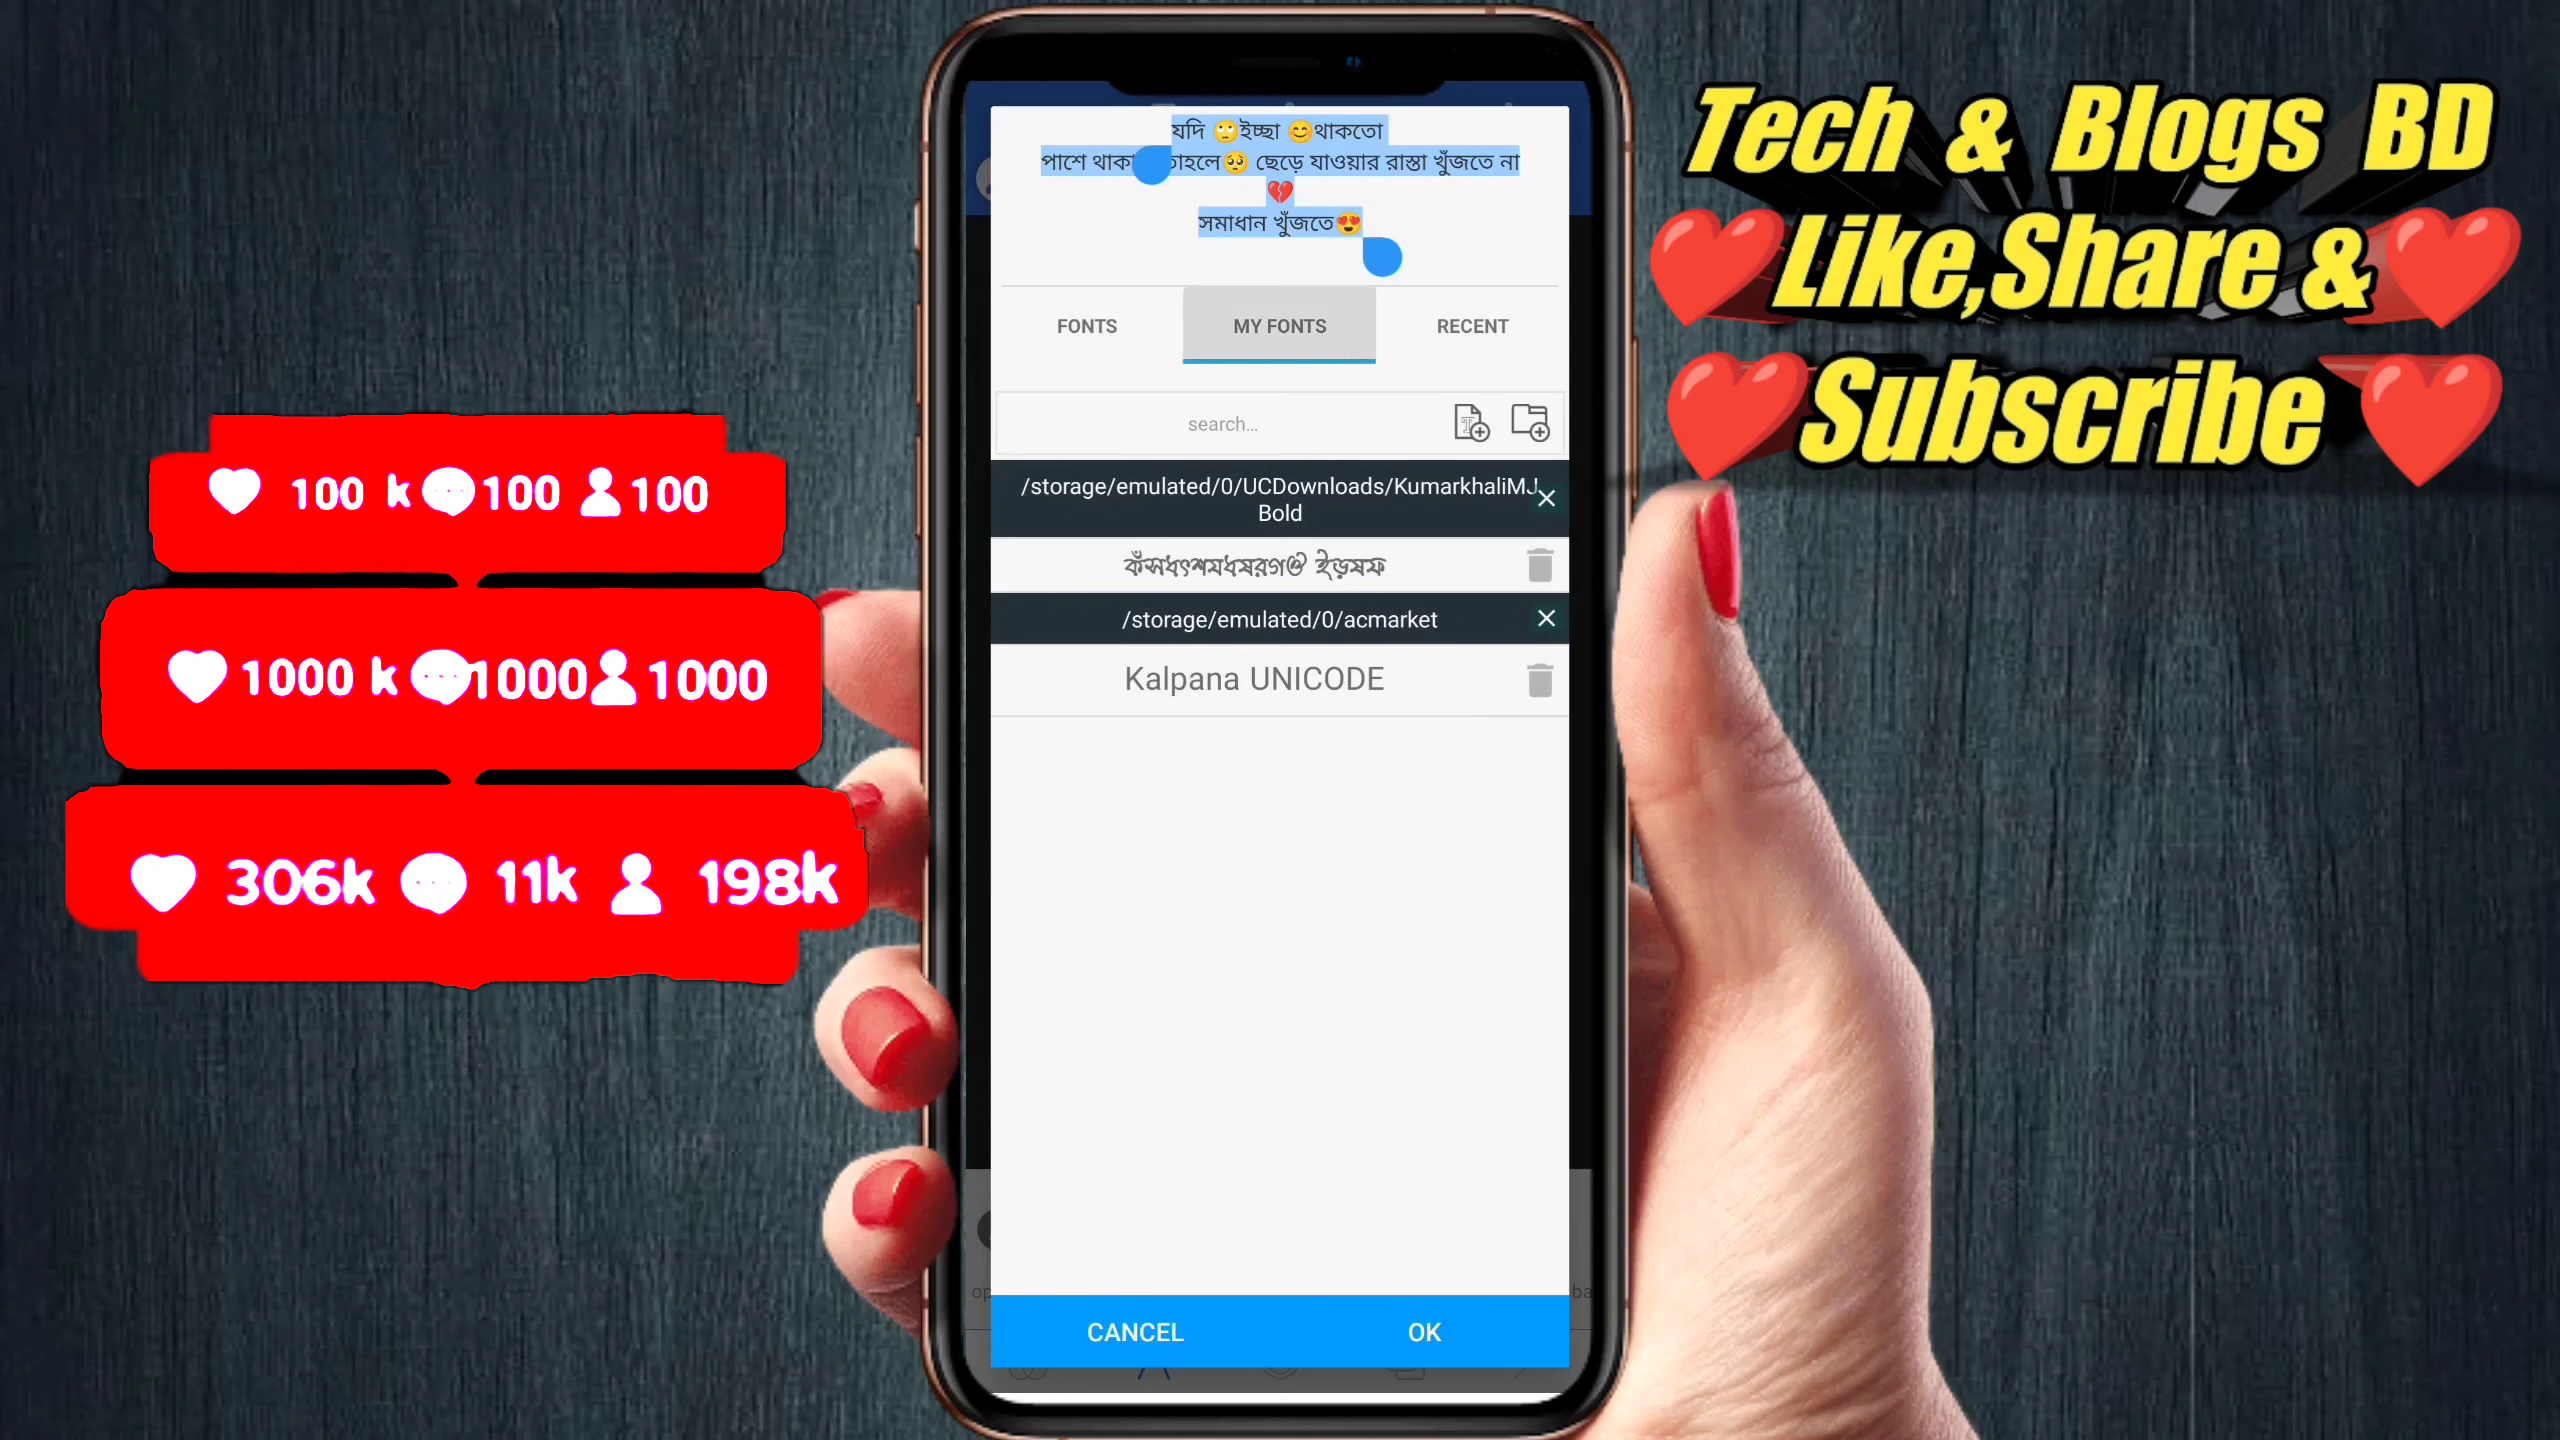 Tech & Blogs BD
Like,Share &
Subscribe
100 k 100 100
1000 k 1000 1000
306k 11k 198k
যদি 🙄ইচ্ছা 😊থাকতো
পাশে থাকা তাহলে🥺 ছেড়ে যাওয়ার রাস্তা খুঁজতে না
💔
সমাধান খুঁজতে😍
FONTS MY FONTS RECENT
search...
/storage/emulated/0/UCDownloads/KumarkhaliMJ
Bold
/storage/emulated/0/acmarket
Kalpana UNICODE
op
ba
CANCEL OK